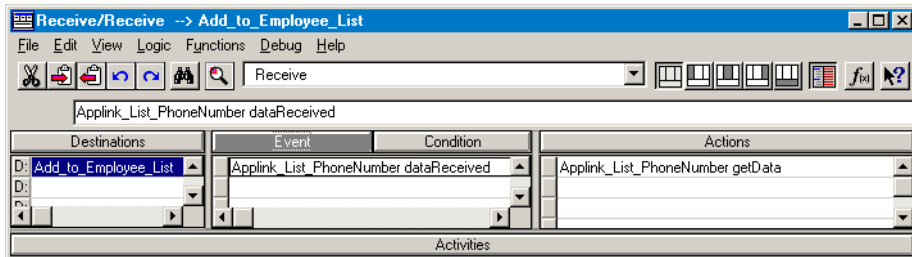 Receive/Receive --> Add_to_Employee_List
File Edit View Logic Functions Debug Help
Receive
f(x) ?
Applink_List_PhoneNumber dataReceived
Destinations Event Condition Actions
D: Add_to_Employee_List Applink_List_PhoneNumber dataReceived Applink_List_PhoneNumber getData
D:
D:
Activities